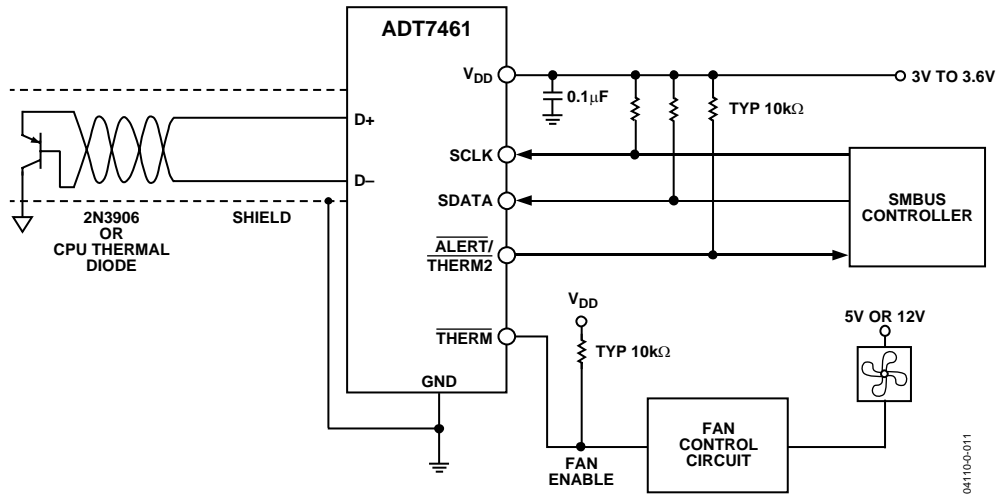 ADT7461
VDD
3V TO 3.6V
0.1μF
TYP 10kΩ
D+
SCLK
D–
SDATA
SMBUS
CONTROLLER
2N3906
OR
CPU THERMAL
DIODE
SHIELD
ALERT/
THERM2
VDD
5V OR 12V
THERM
TYP 10kΩ
GND
FAN
CONTROL
CIRCUIT
FAN
ENABLE
04110-0-011